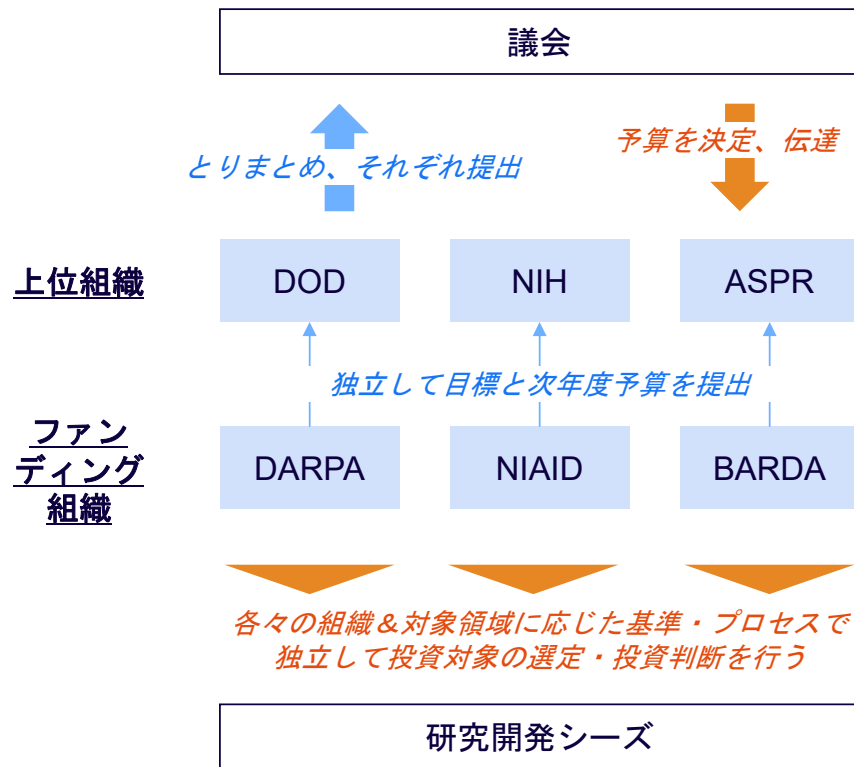 議会
とりまとめ、それぞれ提出
予算を決定、伝達
上位組織
DOD
NIH
ASPR
独立して目標と次年度予算を提出
ファン
ディング
組織
DARPA
NIAID
BARDA
各々の組織＆対象領域に応じた基準・プロセスで
独立して投資対象の選定・投資判断を行う
研究開発シーズ